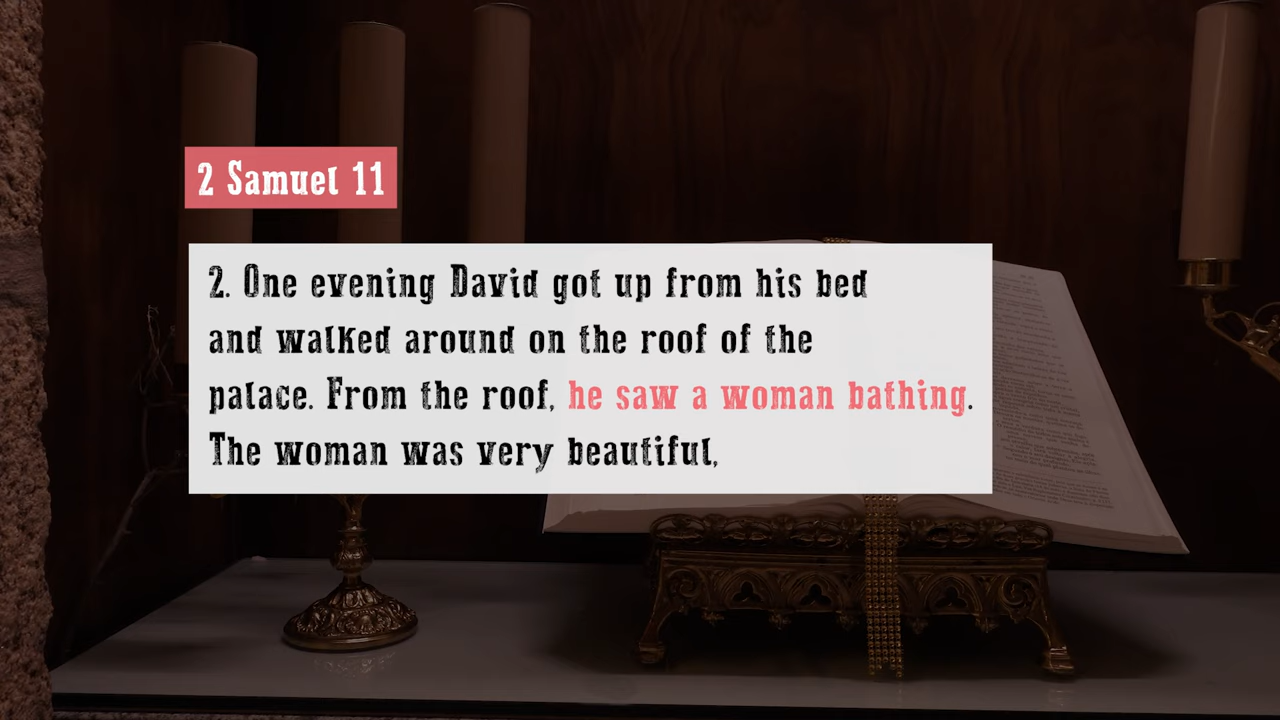 2 Samuel 11
2. One evening David got up from his bed
and walked around on the roof of the
palace. From the roof, he saw a woman bathing.
The woman was very beautiful,